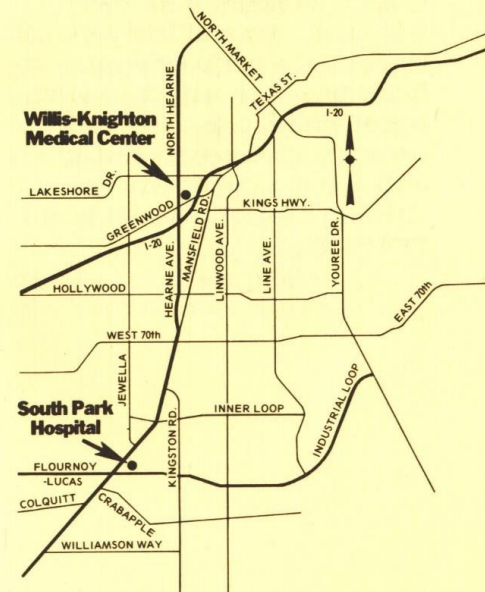 NORTH MARKET
TEXAS ST.
I-20
NORTH HEARNE
Willis-Knighton
Medical Center
LAKESHORE DR.
GREENWOOD
I-20
MANSFIELD RD.
KINGS HWY.
HEARNE AVE.
LINWOOD AVE.
LINE AVE.
YOUREE DR.
HOLLYWOOD
EAST 70th
WEST 70th
JEWELLA
South Park
Hospital
KINGSTON RD.
INNER LOOP
INDUSTRIAL LOOP
FLOURNOY
-LUCAS
COLQUITT
CRABAPPLE
WILLIAMSON WAY